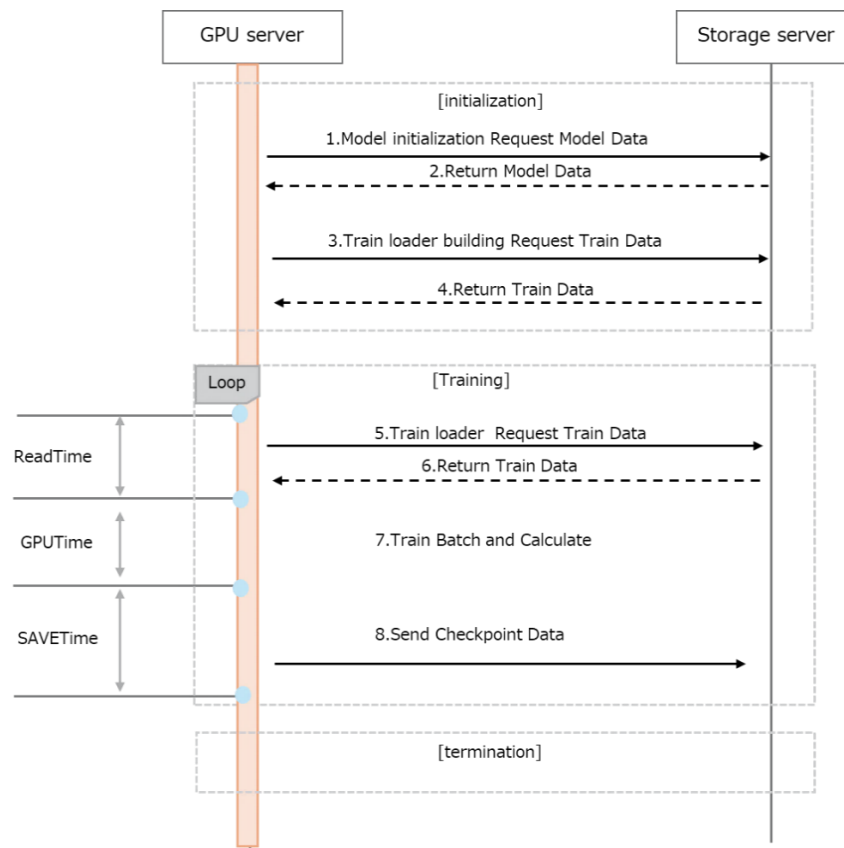 GPU server
Storage server
[initialization]
1.Model initialization Request Model Data
2.Return Model Data
3.Train loader building Request Train Data
4.Return Train Data
Loop
[Training]
5.Train loader Request Train Data
ReadTime
6.Return Train Data
GPUTime
7.Train Batch and Calculate
SAVETime
8.Send Checkpoint Data
[termination]